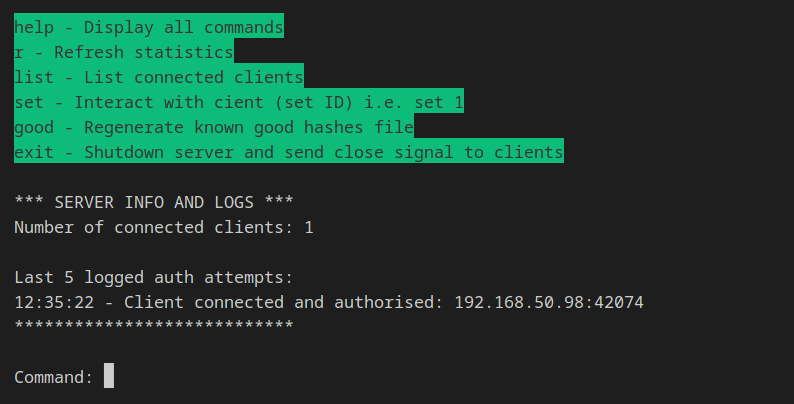 help - Display all commands
r - Refresh statistics
list - List connected clients
set - Interact with cient (set ID) i.e. set 1
good - Regenerate known good hashes file
exit - Shutdown server and send close signal to clients
*** SERVER INFO AND LOGS ***
Number of connected clients: 1
Last 5 logged auth attempts:
12:35:22 - Client connected and authorised: 192.168.50.98:42074
****************************
Command: